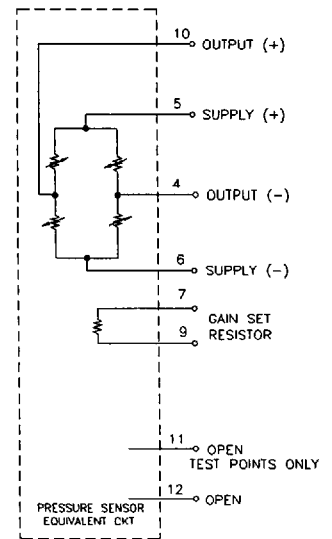 10 OUTPUT (+)
5 SUPPLY (+)
4 OUTPUT (-)
6 SUPPLY (-)
7
GAIN SET
RESISTOR
9
11 OPEN
TEST POINTS ONLY
12 OPEN
PRESSURE SENSOR
EQUIVALENT CKT